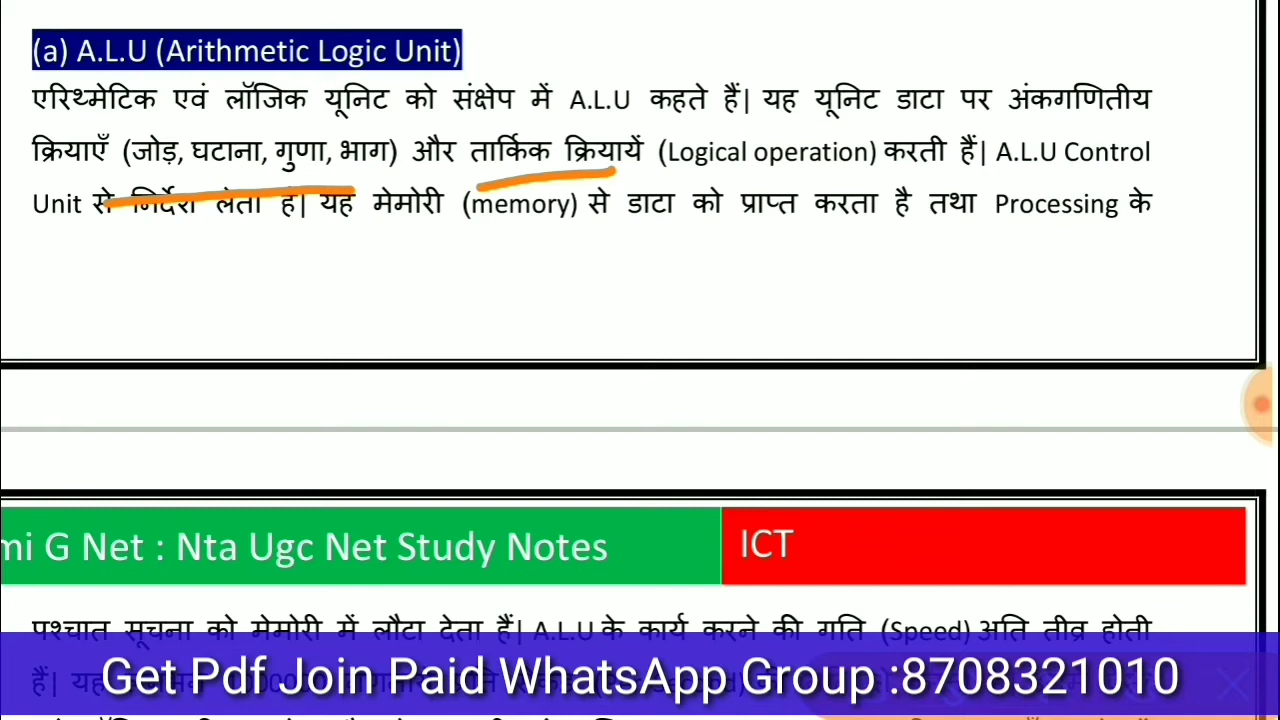 (a) A.L.U (Arithmetic Logic Unit)
एरिथ्मेटिक एवं लॉजिक यूनिट को संक्षेप में A.L.U कहते हैं| यह यूनिट डाटा पर अंकगणितीय
क्रियाएँ (जोड़, घटाना, गुणा, भाग) और तार्किक क्रियायें (Logical operation) करती हैं| A.L.U Control
Unit से निर्देश लेता हैं| यह मेमोरी (memory) से डाटा को प्राप्त करता है तथा Processing के
G Net : Nta Ugc Net Study Notes
ICT
पश्चात सूचना को मेमोरी में लौटा देता हैं| A.L.U के कार्य करने की गति (Speed) अति तीव्र होती
हैं| यह
Get Pdf Join Paid WhatsApp Group :8708321010